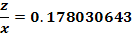 z/x = 0.178030643